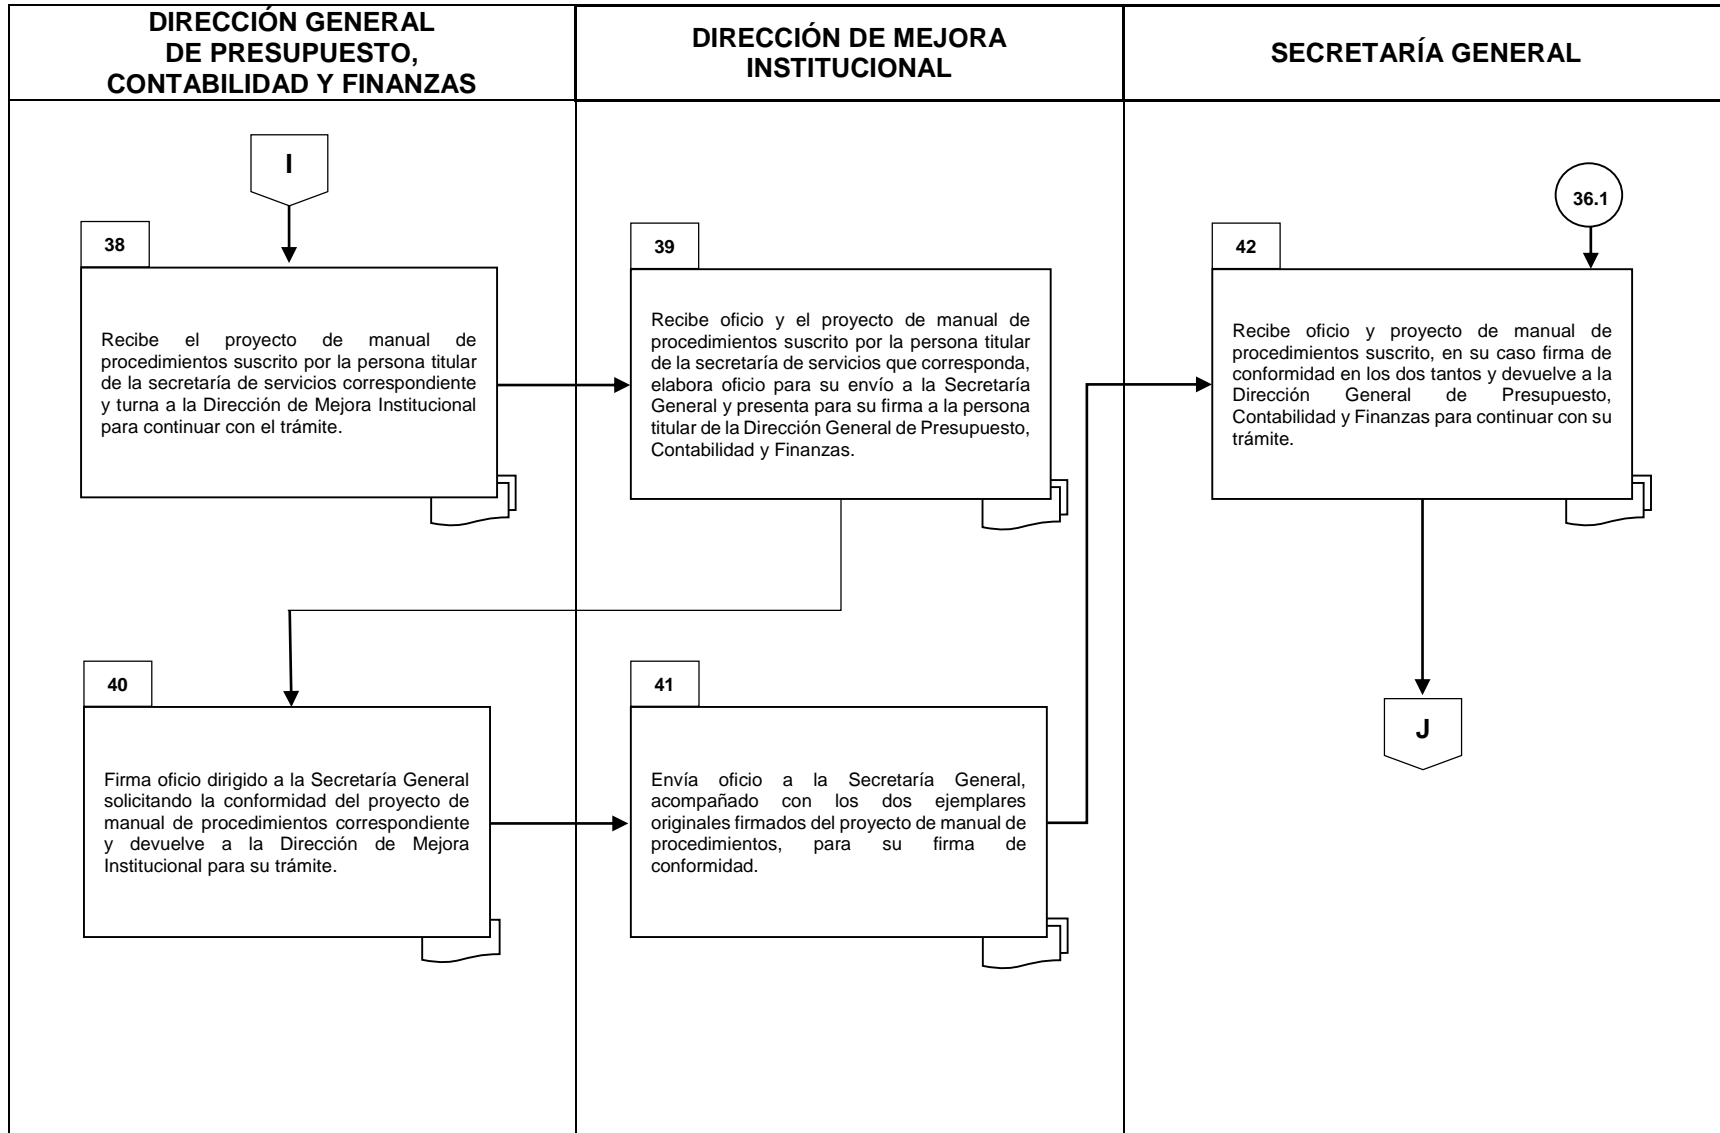 DIRECCIÓN GENERAL
DE PRESUPUESTO,
CONTABILIDAD Y FINANZAS
DIRECCIÓN DE MEJORA
INSTITUCIONAL
SECRETARÍA GENERAL
I
38
Recibe el proyecto de manual de
procedimientos suscrito por la persona titular
de la secretaría de servicios correspondiente
y turna a la Dirección de Mejora Institucional
para continuar con el trámite.
39
Recibe oficio y el proyecto de manual de
procedimientos suscrito por la persona titular
de la secretaría de servicios que corresponda,
elabora oficio para su envío a la Secretaría
General y presenta para su firma a la persona
titular de la Dirección General de Presupuesto,
Contabilidad y Finanzas.
40
Firma oficio dirigido a la Secretaría General
solicitando la conformidad del proyecto de
manual de procedimientos correspondiente
y devuelve a la Dirección de Mejora
Institucional para su trámite.
41
Envía oficio a la Secretaría General,
acompañado con los dos ejemplares
originales firmados del proyecto de manual de
procedimientos, para su firma de
conformidad.
36.1
42
Recibe oficio y proyecto de manual de
procedimientos suscrito, en su caso firma de
conformidad en los dos tantos y devuelve a la
Dirección General de Presupuesto,
Contabilidad y Finanzas para continuar con su
trámite.
J